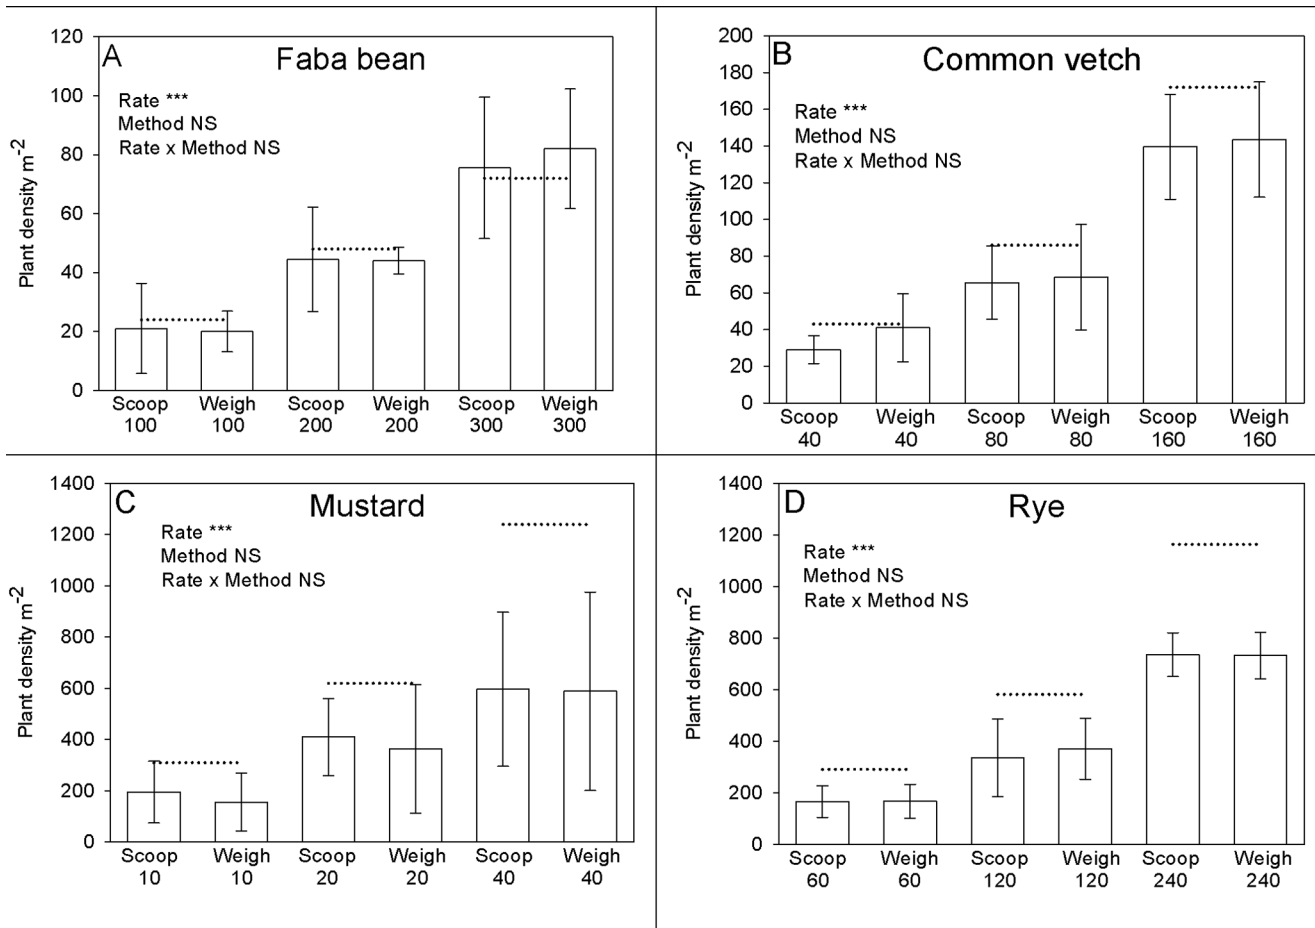 A
Faba bean
Rate ***
Method NS
Rate x Method NS
Plant density m-2
120
100
80
60
40
20
0
Scoop Weigh Scoop Weigh Scoop Weigh
100 100 200 200 300 300
B
Common vetch
Rate ***
Method NS
Rate x Method NS
Plant density m-2
200
180
160
140
120
100
80
60
40
20
0
Scoop Weigh Scoop Weigh Scoop Weigh
40 40 80 80 160 160
C
Mustard
Rate ***
Method NS
Rate x Method NS
Plant density m-2
1400
1200
1000
800
600
400
200
0
Scoop Weigh Scoop Weigh Scoop Weigh
10 10 20 20 40 40
D
Rye
Rate ***
Method NS
Rate x Method NS
Plant density m-2
1400
1200
1000
800
600
400
200
0
Scoop Weigh Scoop Weigh Scoop Weigh
60 60 120 120 240 240